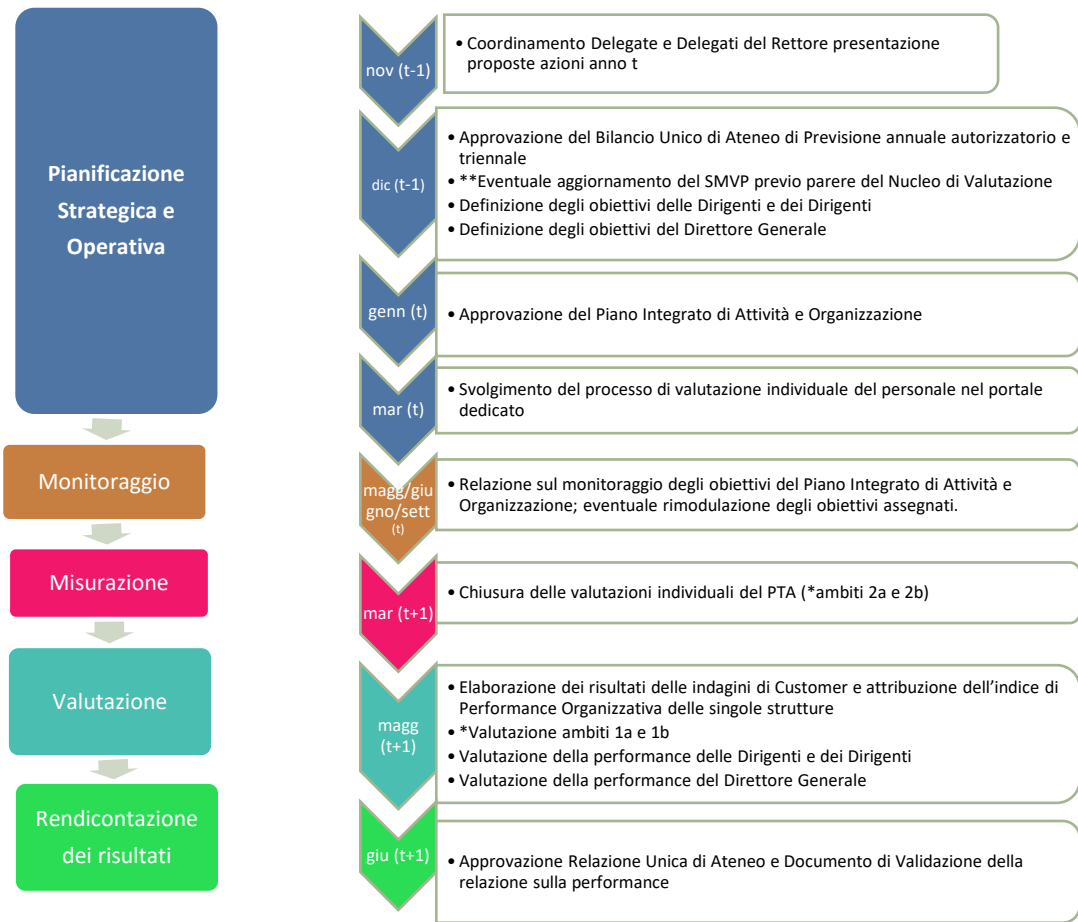 Pianificazione
Strategica e
Operativa
Monitoraggio
Misurazione
Valutazione
Rendicontazione
dei risultati
nov (t-1)
• Coordinamento Delegate e Delegati del Rettore presentazione
proposte azioni anno t
dic (t-1)
• Approvazione del Bilancio Unico di Ateneo di Previsione annuale autorizzatorio e
triennale
• **Eventuale aggiornamento del SMVP previo parere del Nucleo di Valutazione
• Definizione degli obiettivi delle Dirigenti e dei Dirigenti
• Definizione degli obiettivi del Direttore Generale
genn (t)
• Approvazione del Piano Integrato di Attività e Organizzazione
mar (t)
• Svolgimento del processo di valutazione individuale del personale nel portale
dedicato
magg/giu
gno/sett
(t)
• Relazione sul monitoraggio degli obiettivi del Piano Integrato di Attività e
Organizzazione; eventuale rimodulazione degli obiettivi assegnati.
mar (t+1)
• Chiusura delle valutazioni individuali del PTA (*ambiti 2a e 2b)
magg
(t+1)
• Elaborazione dei risultati delle indagini di Customer e attribuzione dell’indice di
Performance Organizzativa delle singole strutture
• *Valutazione ambiti 1a e 1b
• Valutazione della performance delle Dirigenti e dei Dirigenti
• Valutazione della performance del Direttore Generale
giu (t+1)
• Approvazione Relazione Unica di Ateneo e Documento di Validazione della
relazione sulla performance